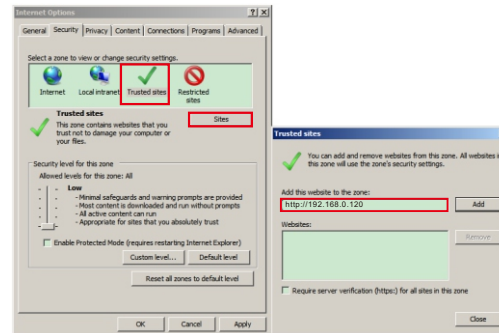 Internet Options
General Security Privacy Content Connections Programs Advanced
Select a zone to view or change security settings.
Internet Local intranet Trusted sites Restricted sites
Trusted sites
This zone contains websites that you
trust not to damage your computer or
your files.
Sites
Security level for this zone
Allowed levels for this zone: All
Low
- Minimal safeguards and warning prompts are provided
- Most content is downloaded and run without prompts
- All active content can run
- Appropriate for sites that you absolutely trust
Enable Protected Mode (requires restarting Internet Explorer)
Custom level... Default level
Reset all zones to default level
OK Cancel Apply
Trusted sites
You can add and remove websites from this zone. All websites in
this zone will use the zone's security settings.
Add this website to the zone:
http://192.168.0.120 Add
Websites:
Remove
Require server verification (https:) for all sites in this zone
Close